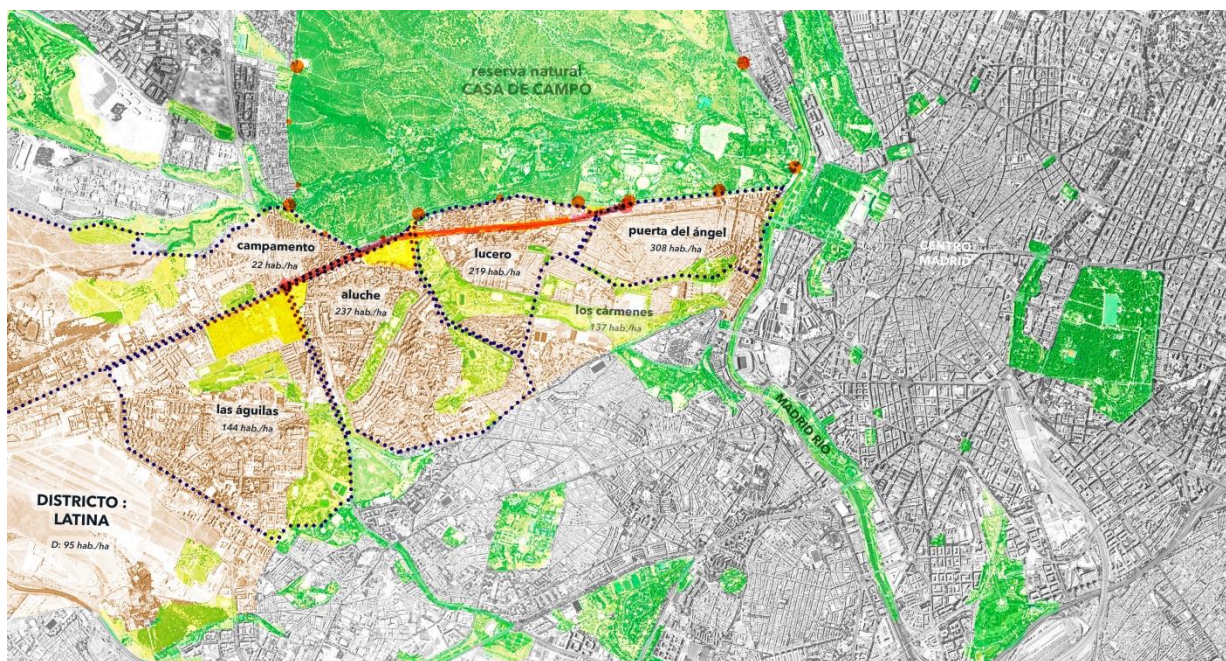 reserva natural
CASA DE CAMPO
campamento
22 hab./ha
puerta del ángel
308 hab./ha
lucero
219 hab./ha
CENTRO
MADRID
aluche
237 hab./ha
los cármenes
137 hab./ha
las águilas
144 hab./ha
MADRID RÍO
DISTRICTO :
LATINA
D: 95 hab./ha